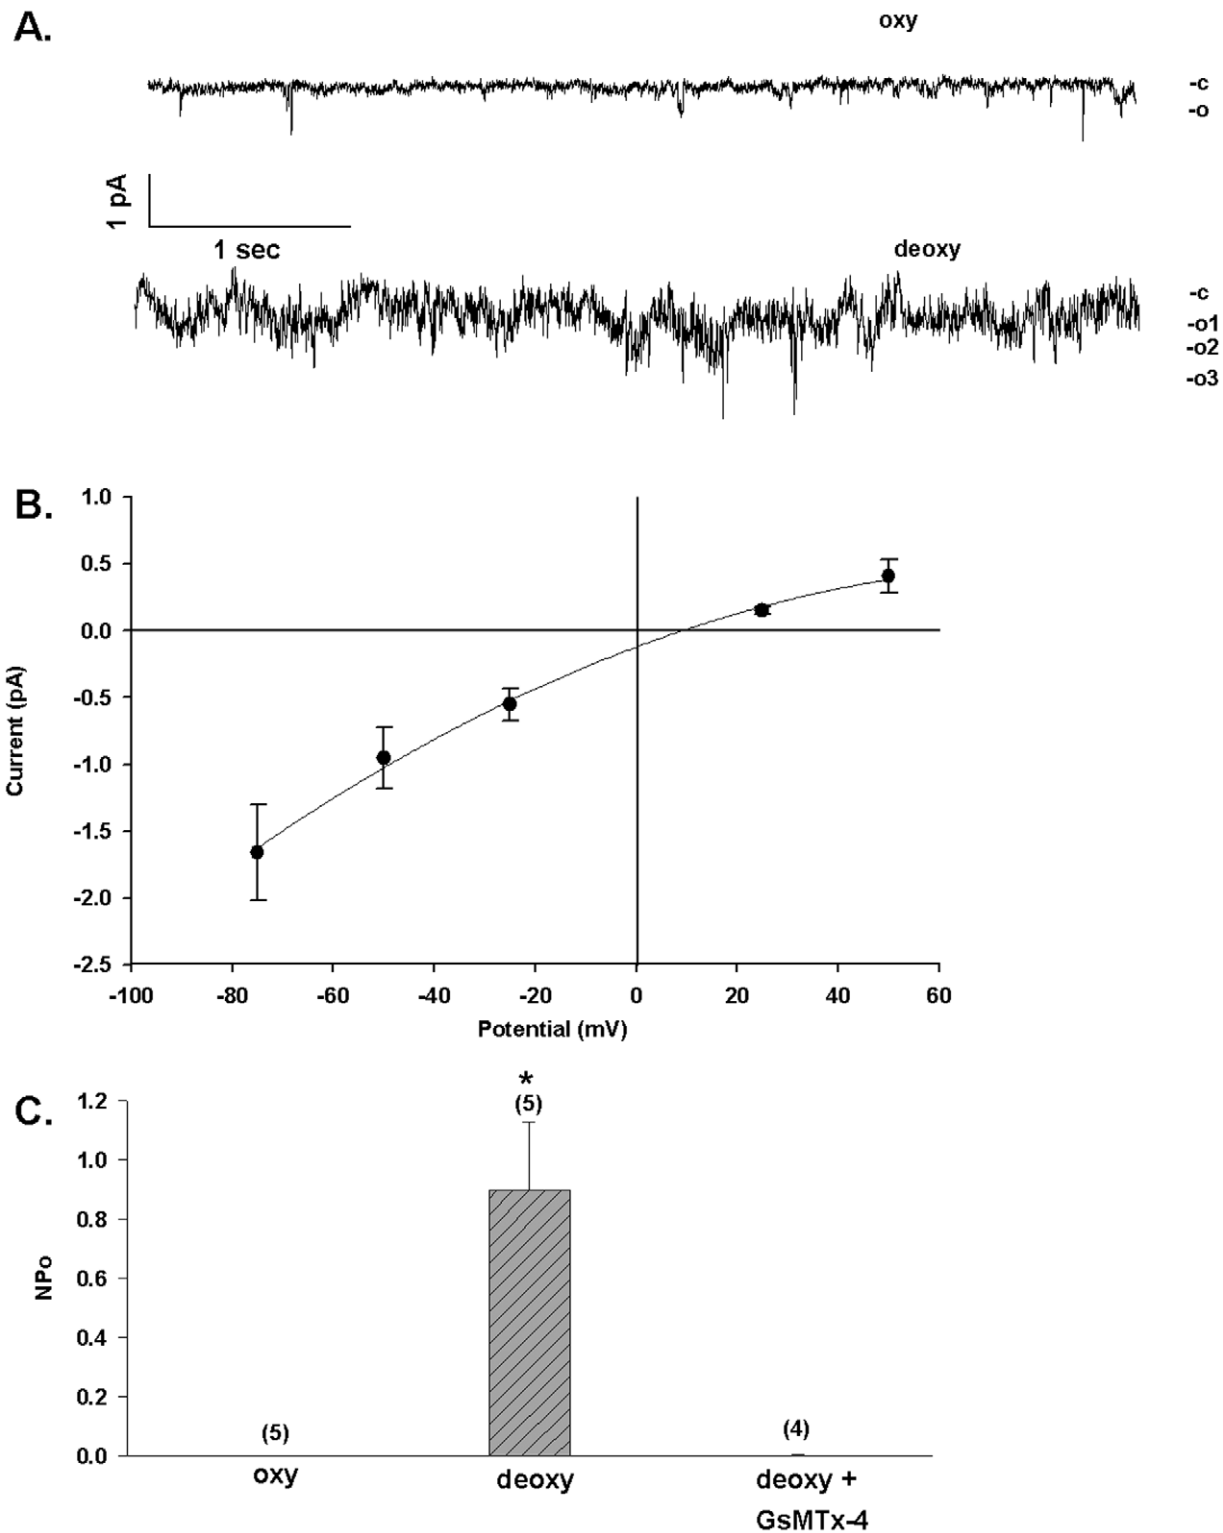 A.
oxy
-c
-o
1 pA
1 sec
deoxy
-c
-o1
-o2
-o3
B.
1.0
0.5
0.0
-0.5
-1.0
-1.5
-2.0
-2.5
Current (pA)
-100 -80 -60 -40 -20 0 20 40 60
Potential (mV)
C.
*
(5)
1.2
1.0
0.8
0.6
0.4
0.2
0.0
NPo
(5)
(4)
oxy deoxy deoxy +
GsMTx-4